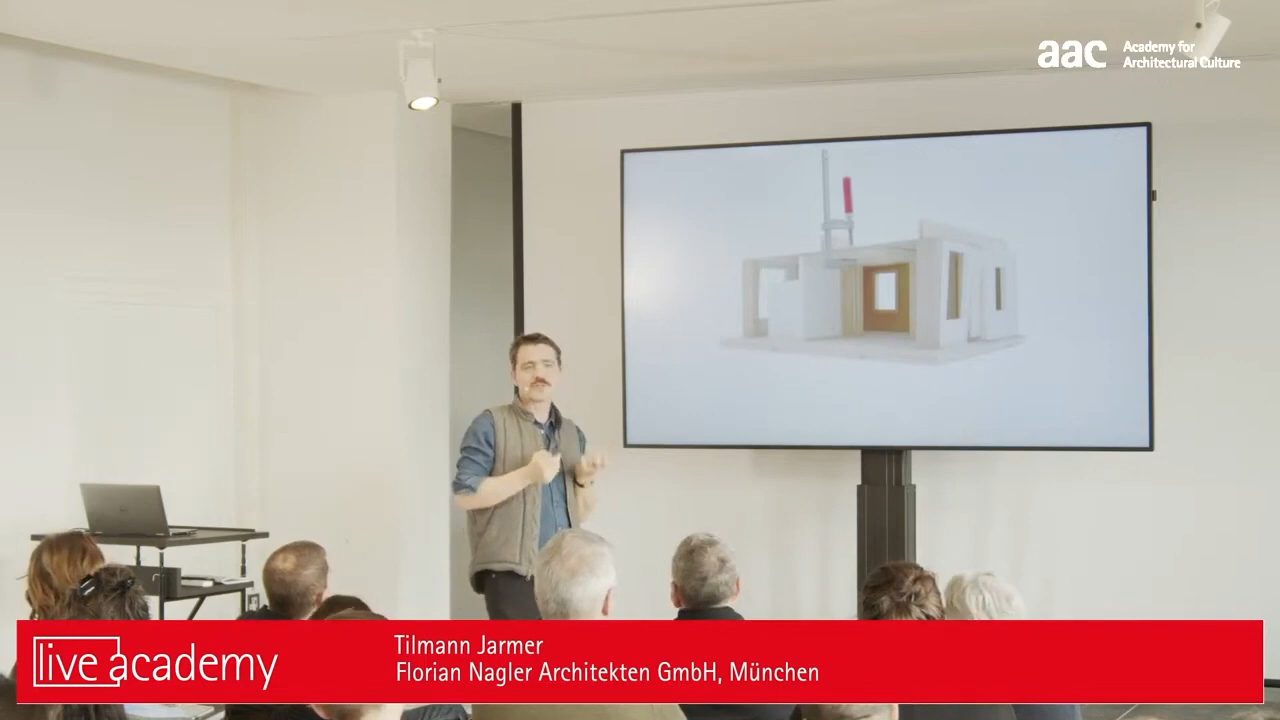 aac
Academy for
Architectural Culture
live academy
Tilmann Jarmer
Florian Nagler Architekten GmbH, München